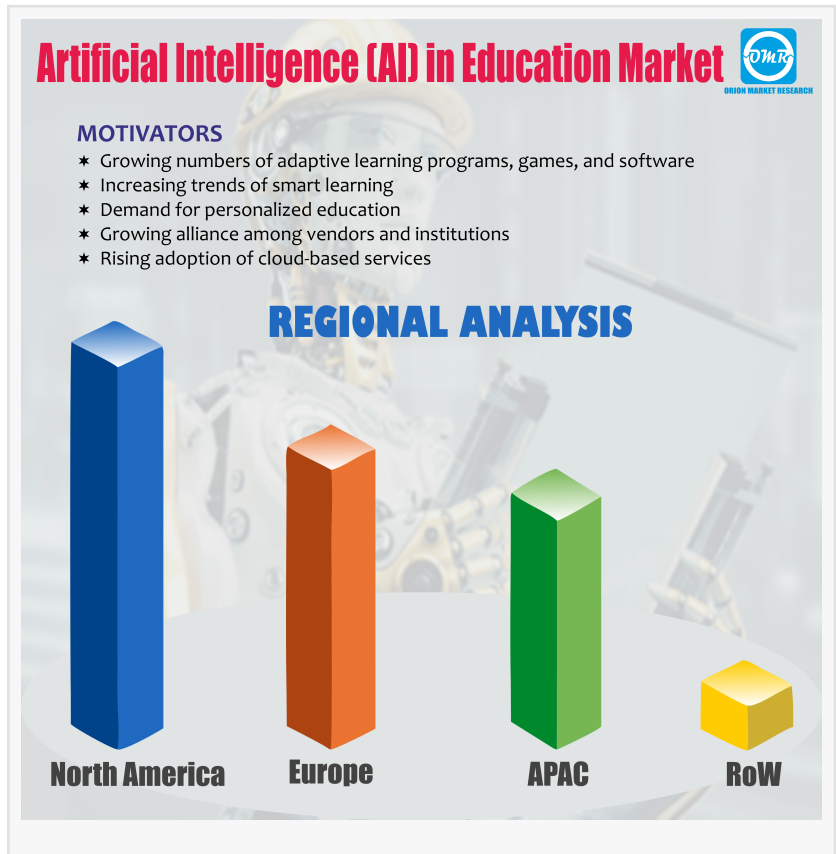 Artificial Intelligence (AI) in Education Market
OMR
ORION MARKET RESEARCH
MOTIVATORS
✶ Growing numbers of adaptive learning programs, games, and software
✶ Increasing trends of smart learning
✶ Demand for personalized education
✶ Growing alliance among vendors and institutions
✶ Rising adoption of cloud-based services
REGIONAL ANALYSIS
North America
Europe
APAC
RoW